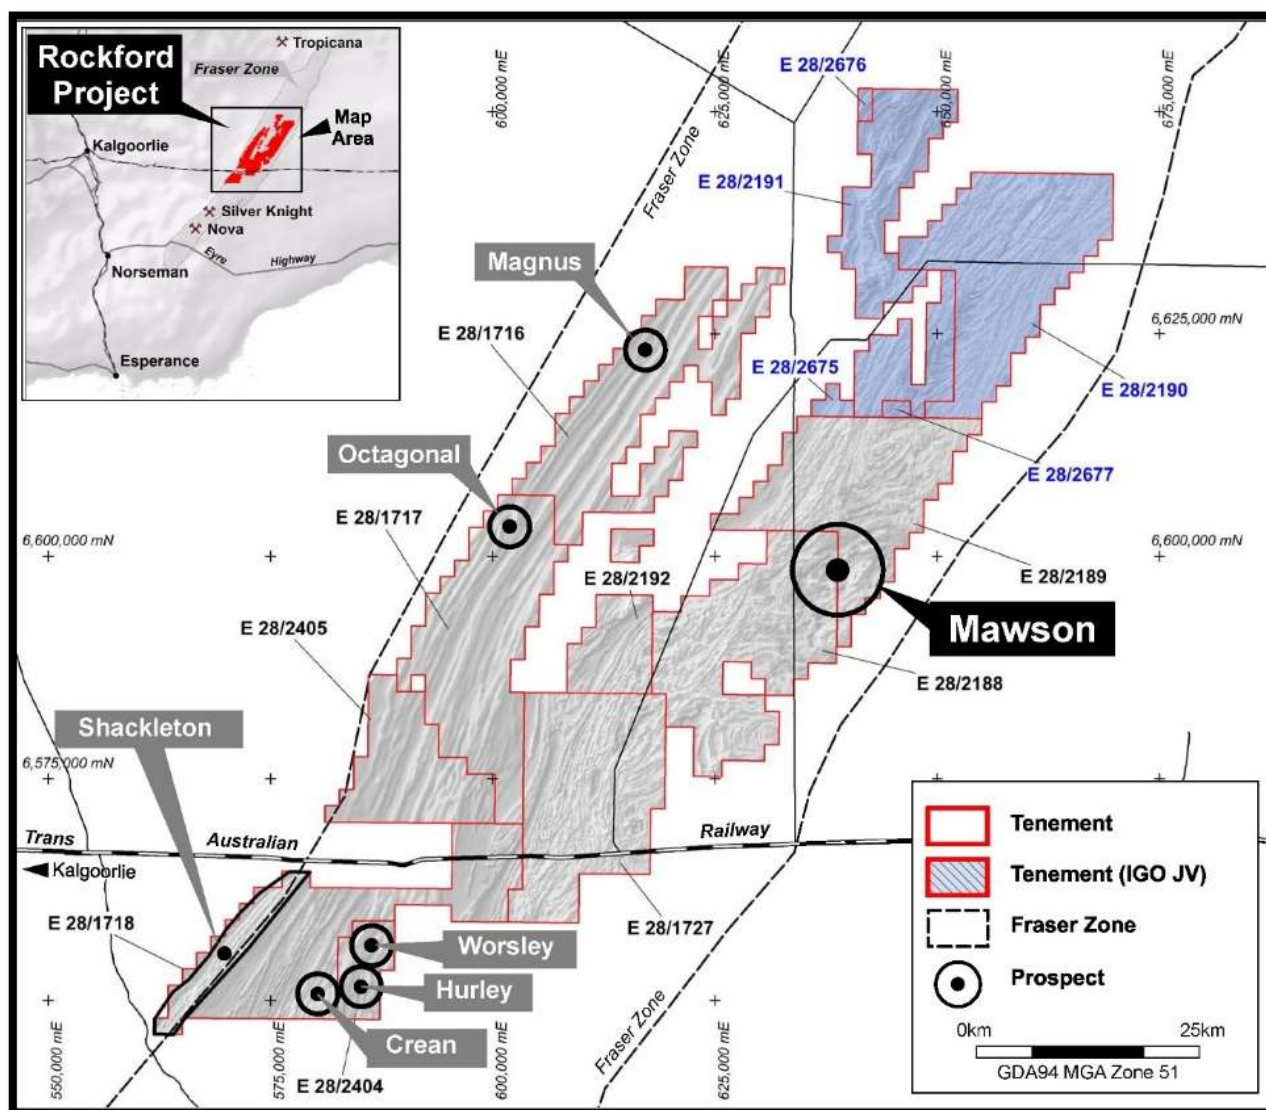 Rockford
Project
Tropicana
Fraser Zone
Map
Area
Kalgoorlie
Silver Knight
Nova
Eyre
Highway
Norseman
Esperance
600,000 mE
625,000 mE
650,000 mE
675,000 mE
E 28/2676
Fraser Zone
E 28/2191
Magnus
E 28/1716
6,625,000 mN
E 28/2675
E 28/2190
Octagonal
E 28/2677
E 28/1717
6,600,000 mN
6,600,000 mN
E 28/2192
E 28/2189
E 28/2405
Mawson
E 28/2188
Shackleton
6,575,000 mN
Trans
Australian
Railway
Kalgoorlie
E 28/1718
E 28/1727
Worsley
Hurley
Crean
E 28/2404
550,000 mE
575,000 mE
600,000 mE
Fraser Zone
625,000 mE
Tenement
Tenement (IGO JV)
Fraser Zone
Prospect
0km
25km
GDA94 MGA Zone 51